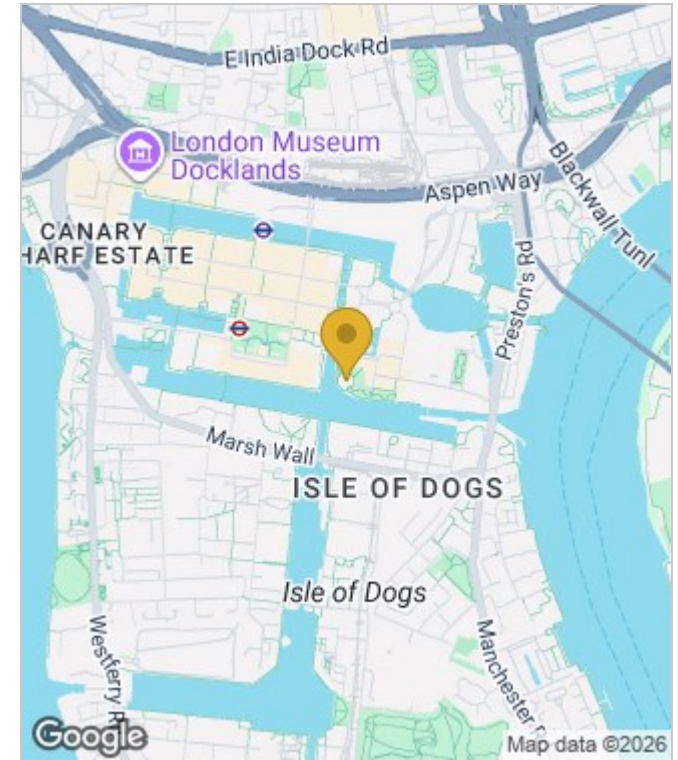 E India Dock Rd
London Museum
Docklands
Aspen Way
Blackwall Tunl
CANARY
HARF ESTATE
Preston's Rd
Marsh Wall
ISLE OF DOGS
Isle of Dogs
Westferry R
Manchester R
Google
Map data ©2026